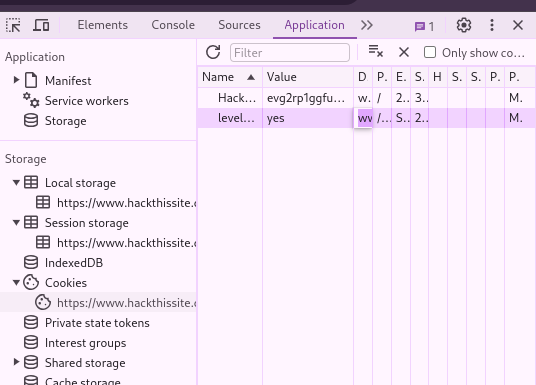 Elements Console Sources Application 1
Application
Manifest
Service workers
Storage
Storage
Local storage
https://www.hackthissite.o
Session storage
https://www.hackthissite.o
IndexedDB
Cookies
https://www.hackthissite.o
Private state tokens
Interest groups
Shared storage
Cache storage
Filter Only show co…
Name Value D P. E. S. H S. S. P. P.
Hack… evg2rp1ggfu… w. / 2. 3. M.
level… yes /… S. 2. M.